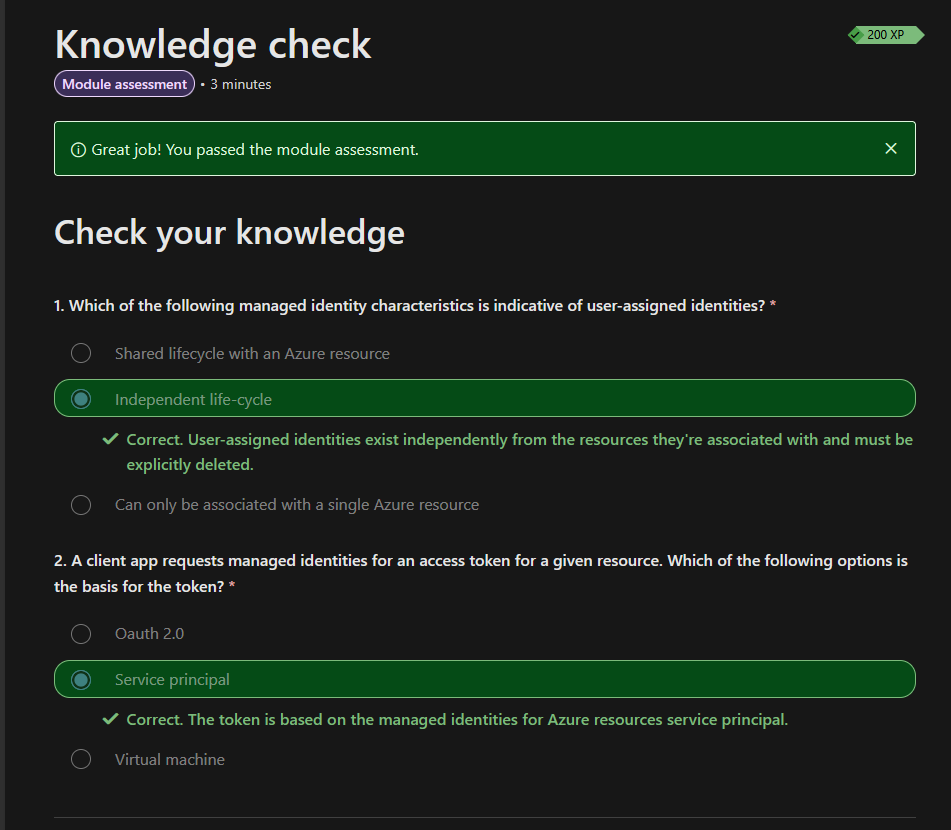 Knowledge check
200 XP
Module assessment • 3 minutes
Great job! You passed the module assessment.
Check your knowledge
1. Which of the following managed identity characteristics is indicative of user-assigned identities? *
Shared lifecycle with an Azure resource
Independent life-cycle
Correct. User-assigned identities exist independently from the resources they're associated with and must be
explicitly deleted.
Can only be associated with a single Azure resource
2. A client app requests managed identities for an access token for a given resource. Which of the following options is
the basis for the token? *
Oauth 2.0
Service principal
Correct. The token is based on the managed identities for Azure resources service principal.
Virtual machine